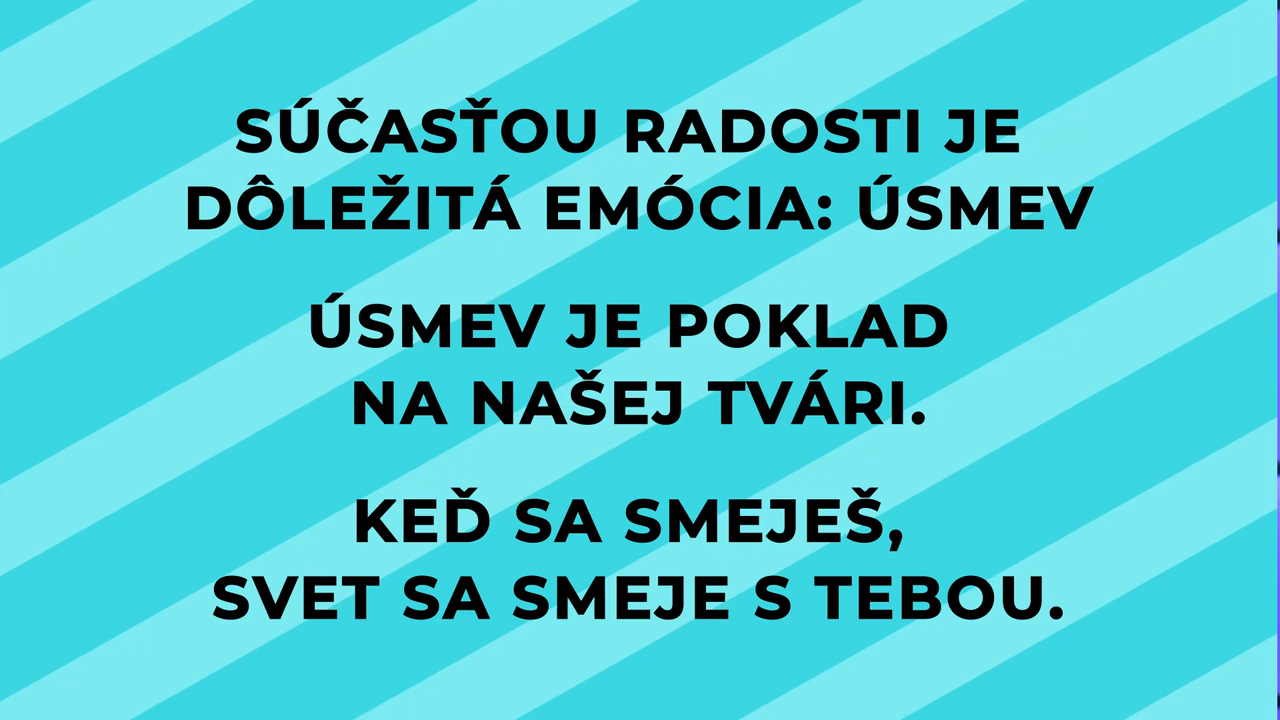 SÚČASŤOU RADOSTI JE
DÔLEŽITÁ EMÓCIA: ÚSMEV
ÚSMEV JE POKLAD
NA NAŠEJ TVÁRI.
KEĎ SA SMEJEŠ,
SVET SA SMEJE S TEBOU.